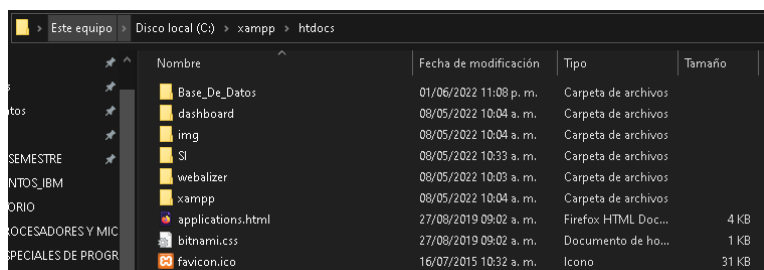 Este equipo > Disco local (C:) > xampp > htdocs
Nombre Fecha de modificación Tipo Tamaño
Base_De_Datos 01/06/2022 11:08 p. m. Carpeta de archivos
tos dashboard 08/05/2022 10:04 a. m. Carpeta de archivos
img 08/05/2022 10:04 a. m. Carpeta de archivos
SEMESTRE SI 08/05/2022 10:33 a. m. Carpeta de archivos
NTOS_IBM webalizer 08/05/2022 10:03 a. m. Carpeta de archivos
ORIO xampp 08/05/2022 10:04 a. m. Carpeta de archivos
ROCESADORES Y MIC applications.html 27/08/2019 09:02 a. m. Firefox HTML Doc... 4 KB
bitnami.css 27/08/2019 09:02 a. m. Documento de ho... 1 KB
SPECIALES DE PROGR favicon.ico 16/07/2015 10:32 a. m. Icono 31 KB